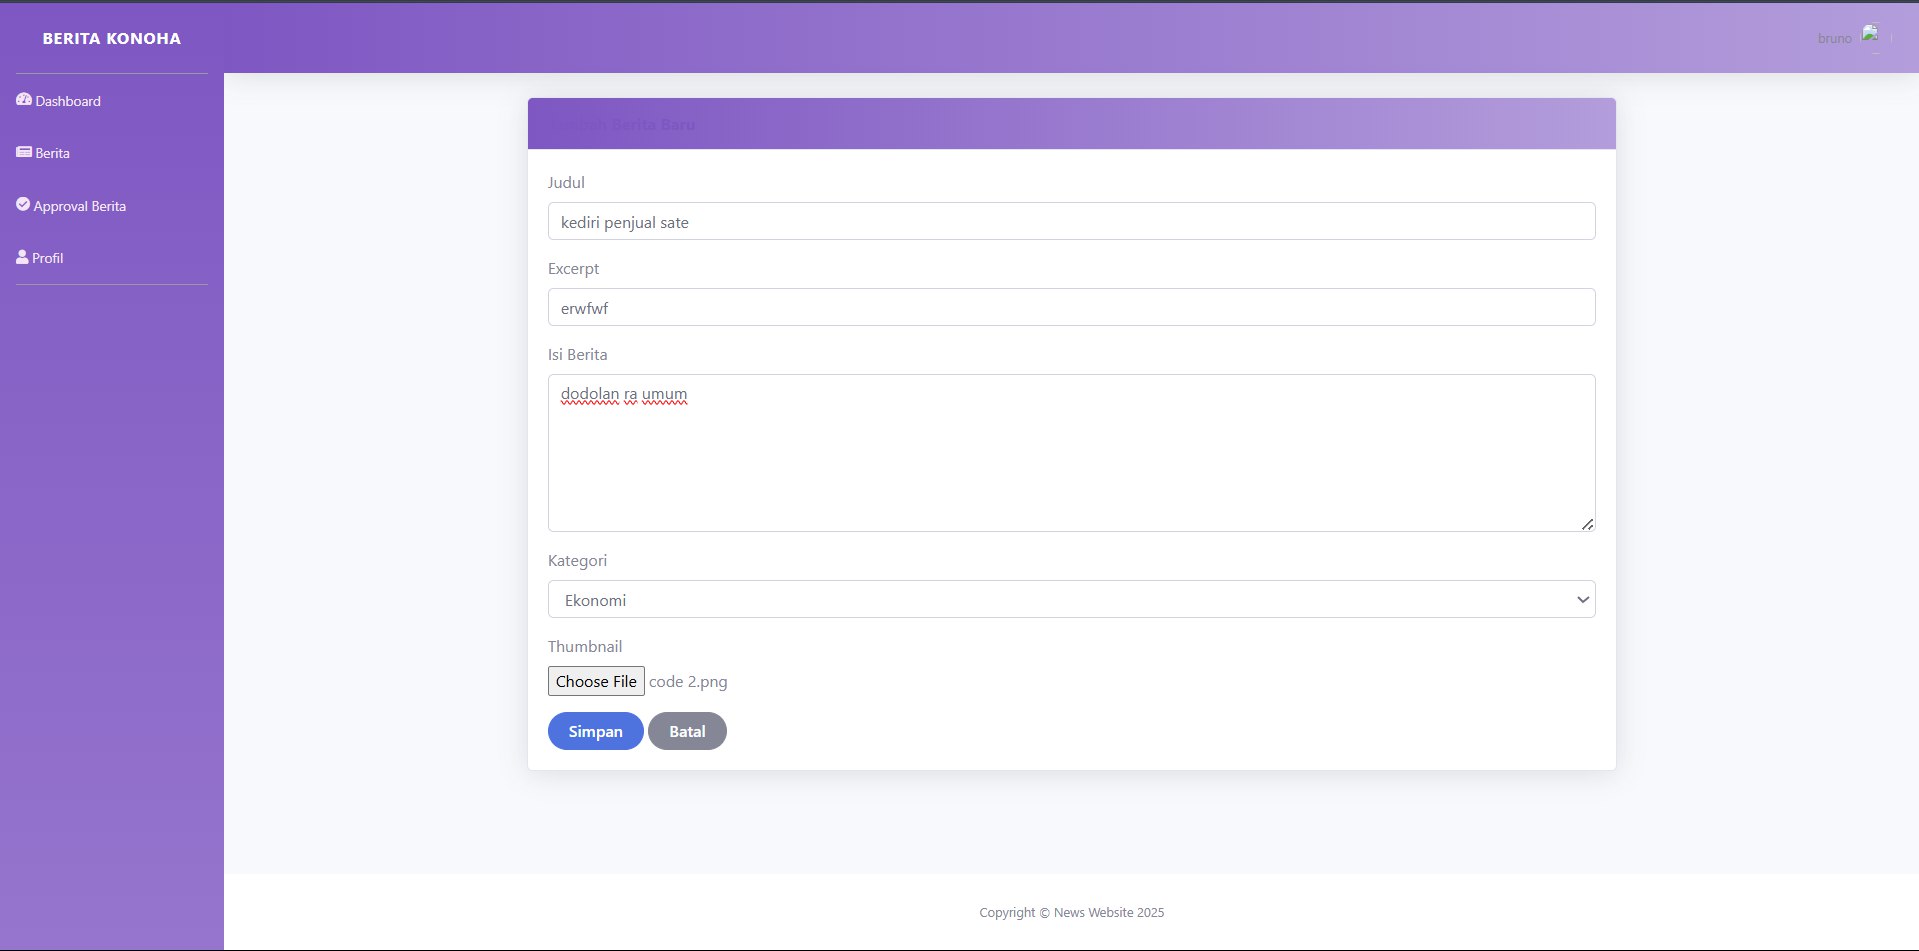 BERITA KONOHA
bruno
Dashboard
Berita
Approval Berita
Profil
Tambah Berita Baru
Judul
kediri penjual sate
Excerpt
erwfwf
Isi Berita
dodolan ra umum
Kategori
Ekonomi
Thumbnail
Choose File code 2.png
Simpan Batal
Copyright © News Website 2025